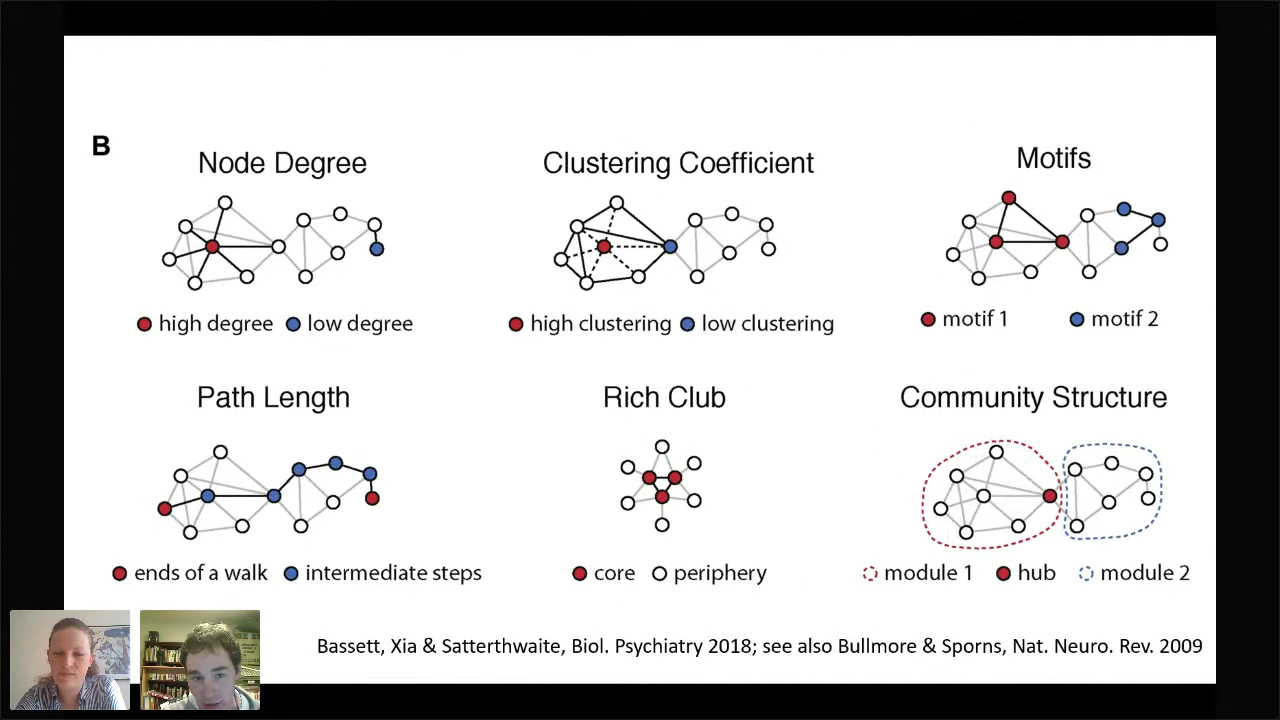 B
Node Degree
Clustering Coefficient
Motifs
high degree low degree
high clustering low clustering
motif 1 motif 2
Path Length
Rich Club
Community Structure
ends of a walk intermediate steps
core periphery
module 1 hub module 2
Bassett, Xia & Satterthwaite, Biol. Psychiatry 2018; see also Bullmore & Sporns, Nat. Neuro. Rev. 2009